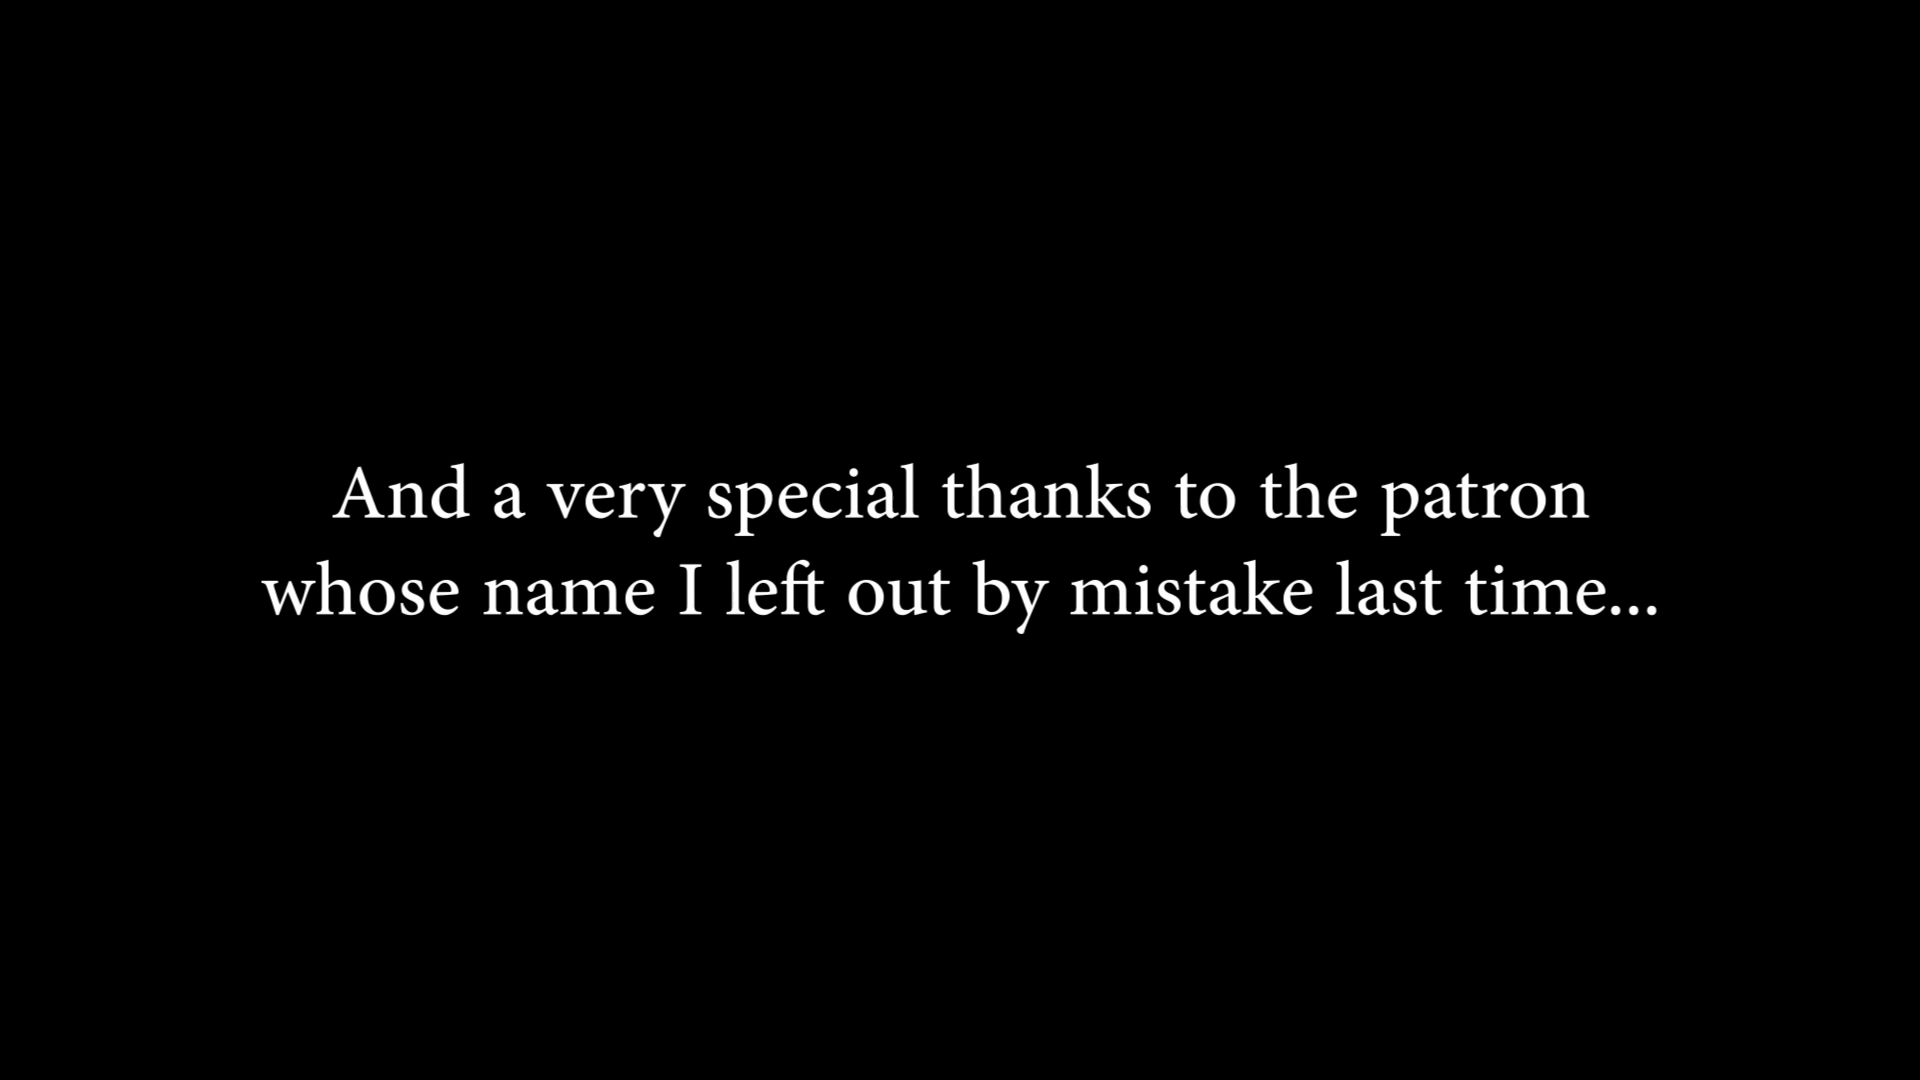 And a very special thanks to the patron
whose name I left out by mistake last time...